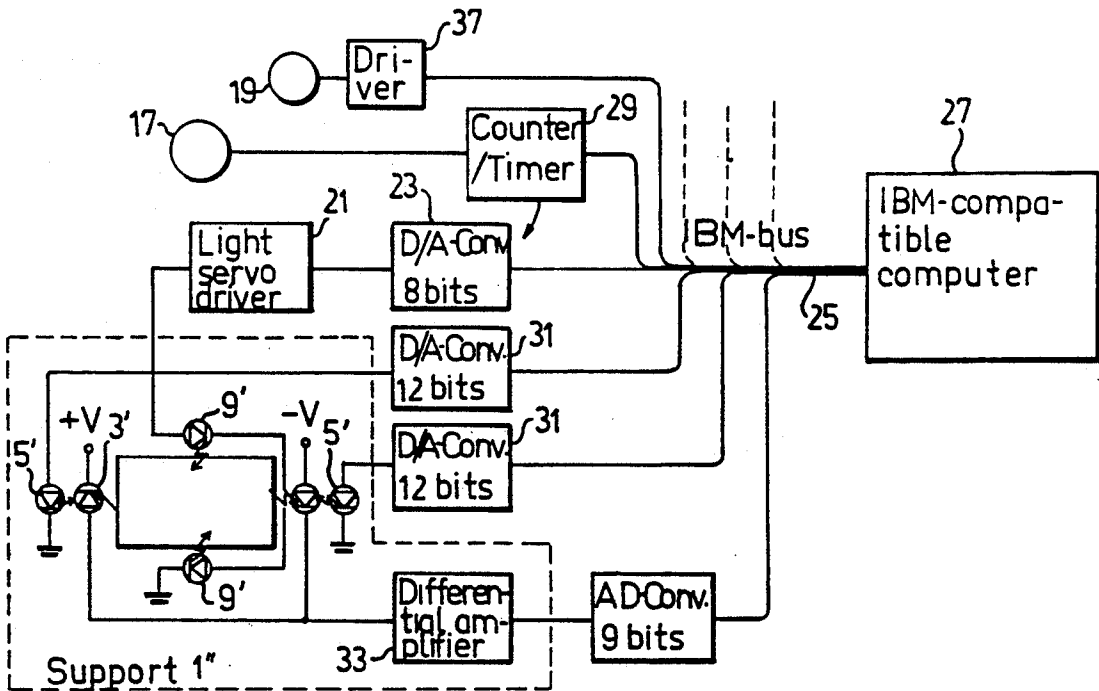 37
Dri-
ver
19
17
Counter
/Timer
29
27
IBM-compa-
tible
computer
IBM-bus
25
21
Light
servo
driver
23
D/A-Conv.
8 bits
D/A-Conv.
12 bits
31
D/A-Conv.
12 bits
31
+V
3'
5'
9'
-V
5'
9'
Differen-
tial am-
plifier
33
AD-Conv.
9 bits
Support 1"